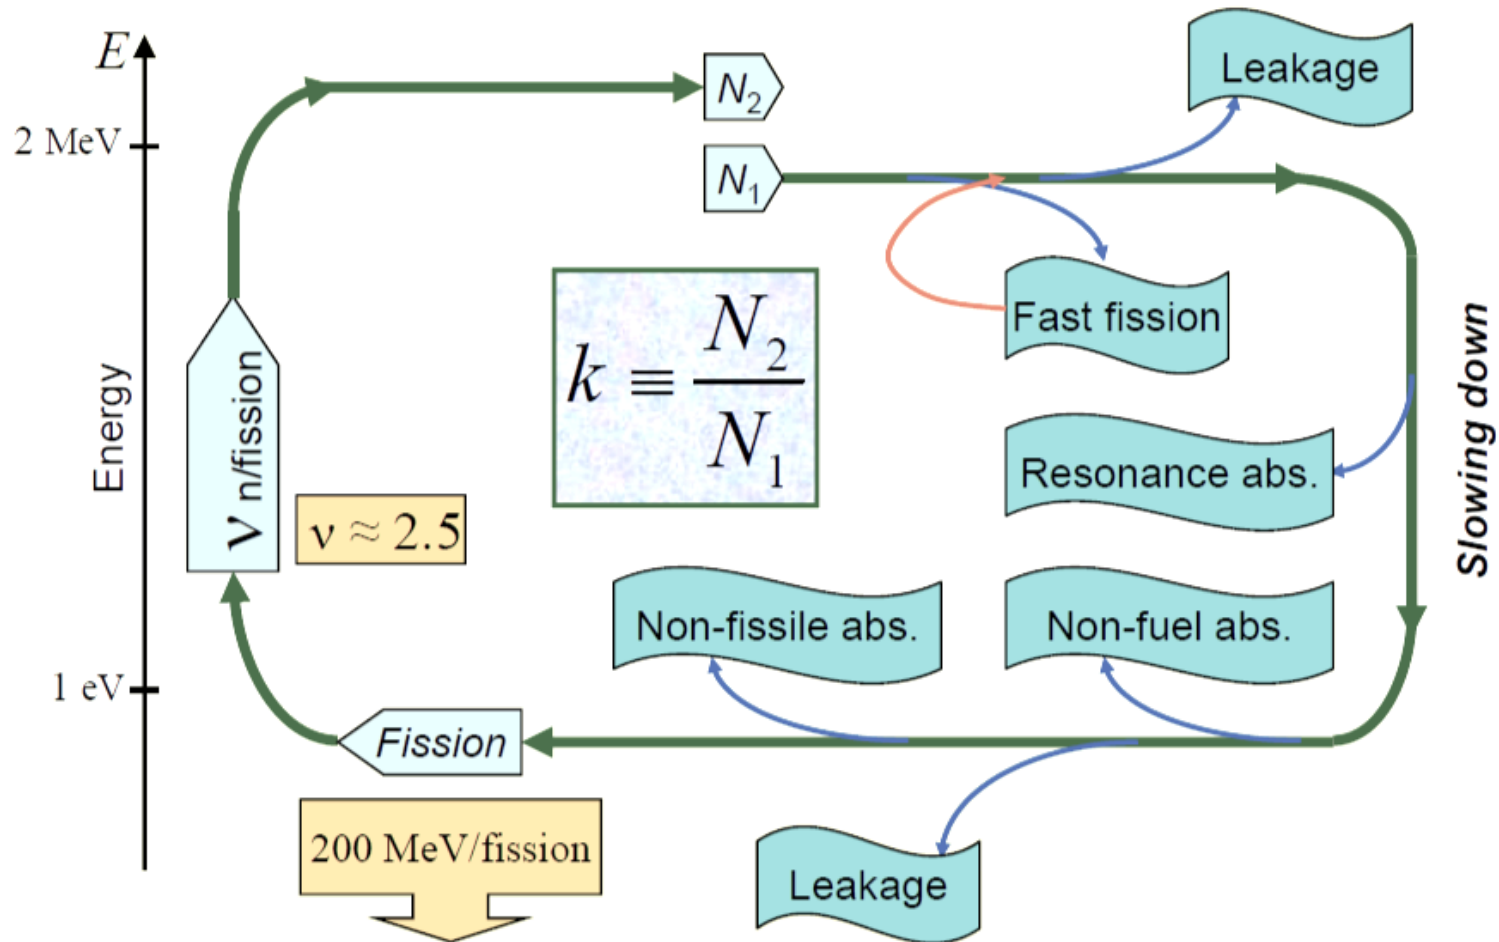 E
2 MeV
Energy
1 eV
N₂
N₁
Leakage
Fast fission
Resonance abs.
Slowing down
k ≡ N₂/N₁
ν n/fission
ν ≈ 2.5
Non-fissile abs.
Non-fuel abs.
Fission
200 MeV/fission
Leakage